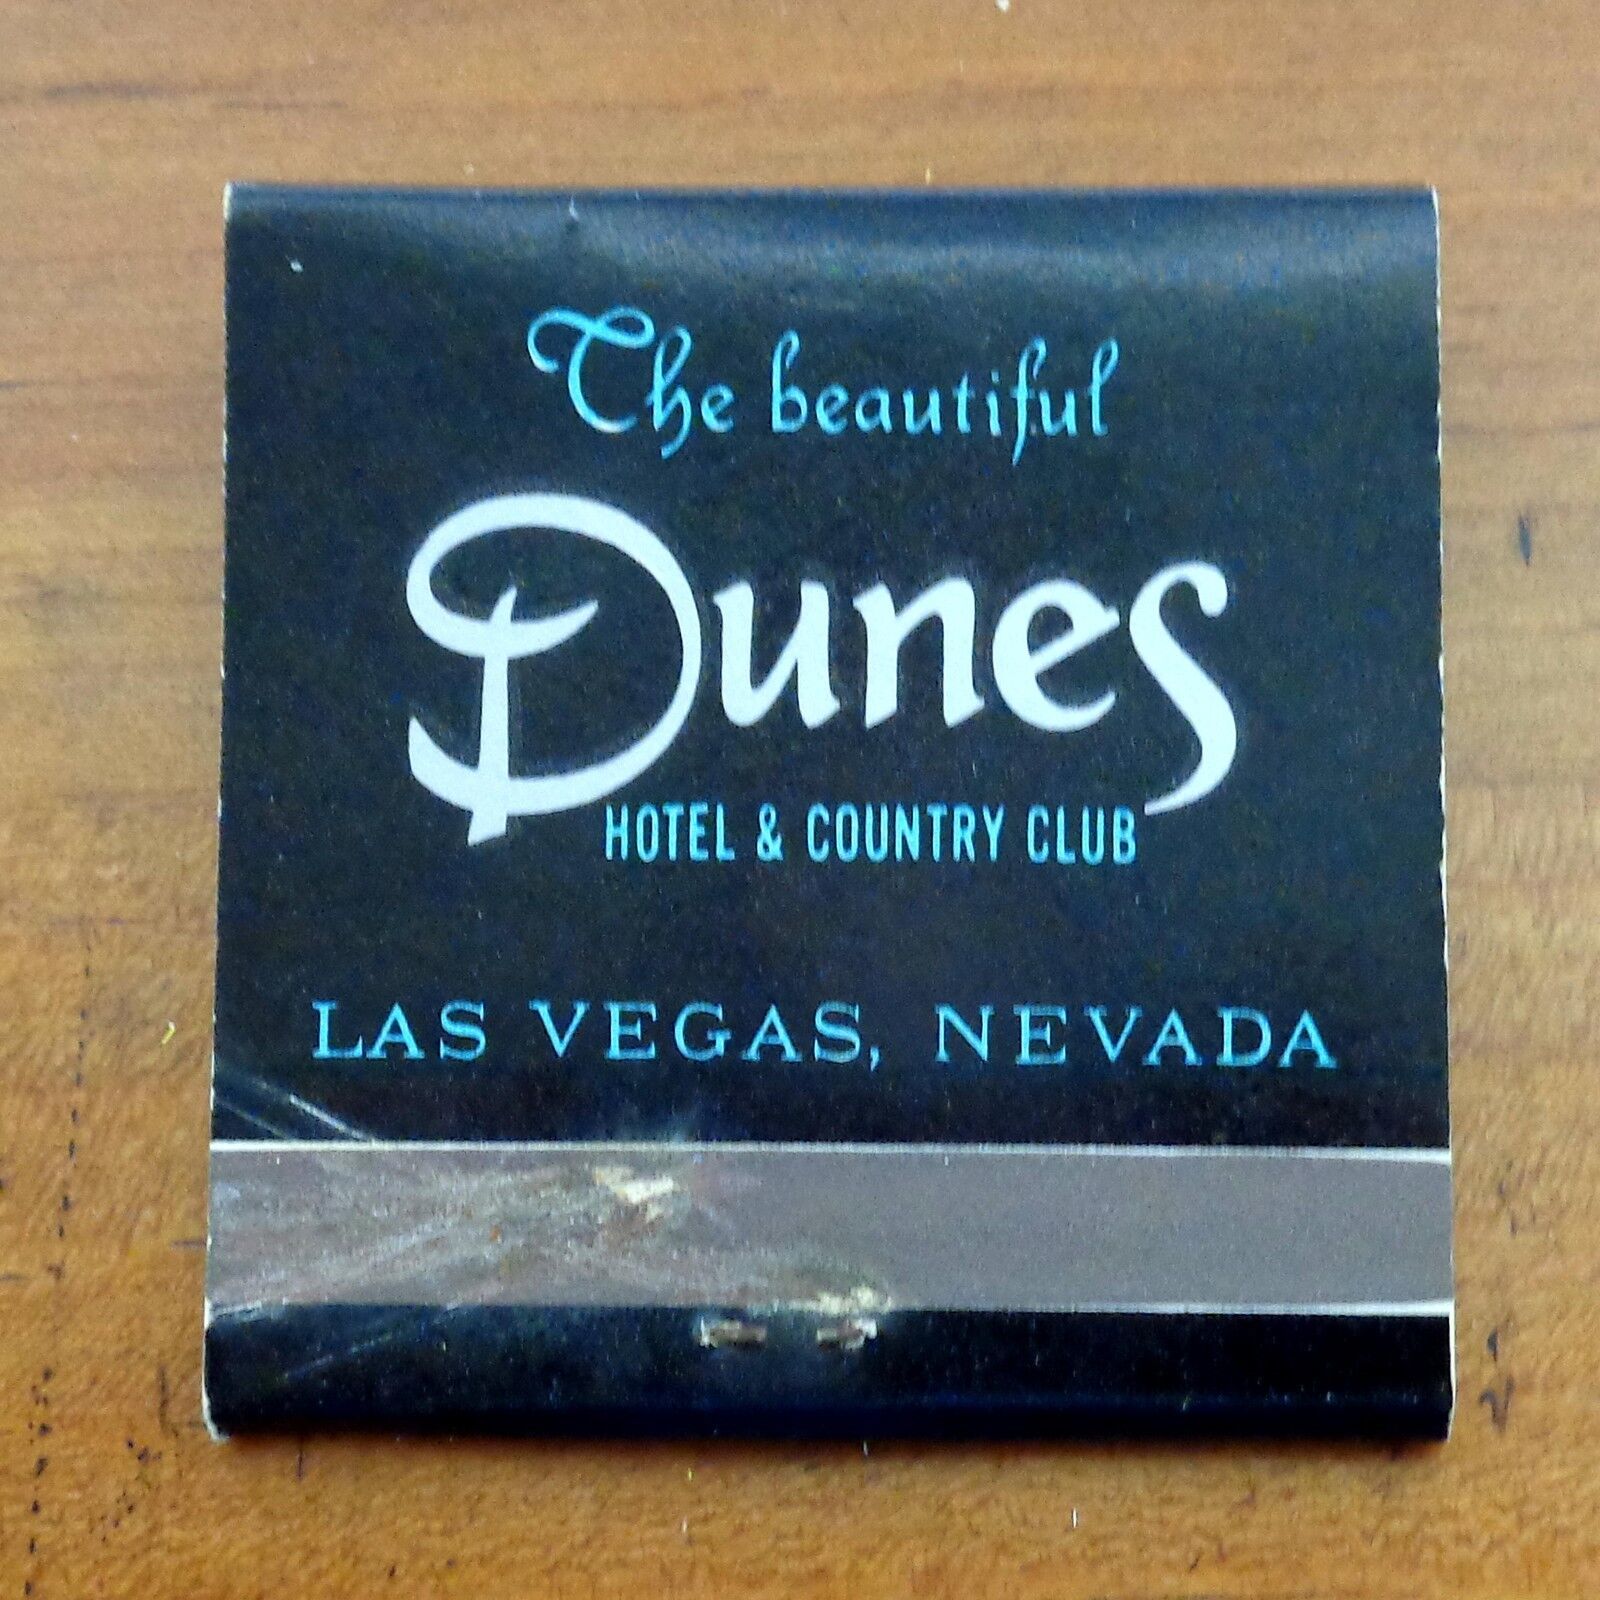 The beautiful
Dunes
HOTEL & COUNTRY CLUB
LAS VEGAS, NEVADA